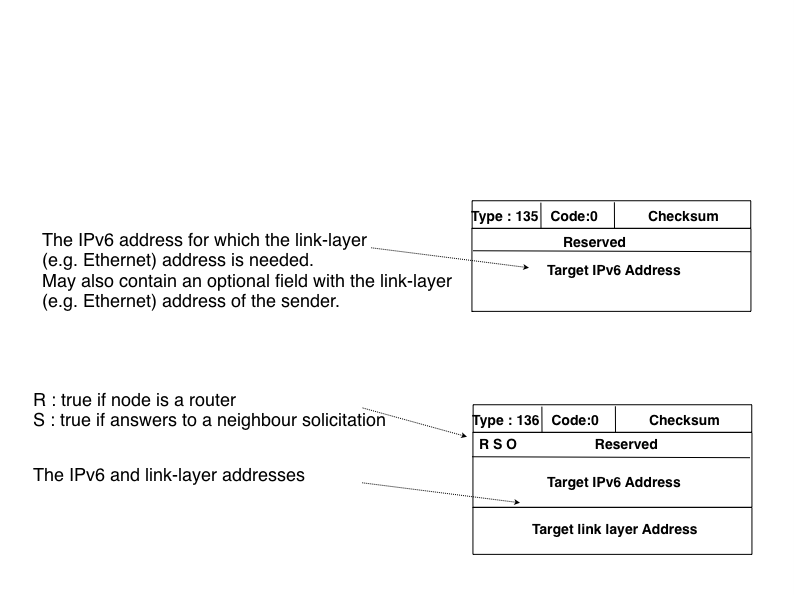 Type : 135 Code:0 Checksum
The IPv6 address for which the link-layer
Reserved
(e.g. Ethernet) address is needed.
Target IPv6 Address
May also contain an optional field with the link-layer
(e.g. Ethernet) address of the sender.
R : true if node is a router
S : true if answers to a neighbour solicitation
Type : 136 Code:0 Checksum
R S O Reserved
The IPv6 and link-layer addresses
Target IPv6 Address
Target link layer Address